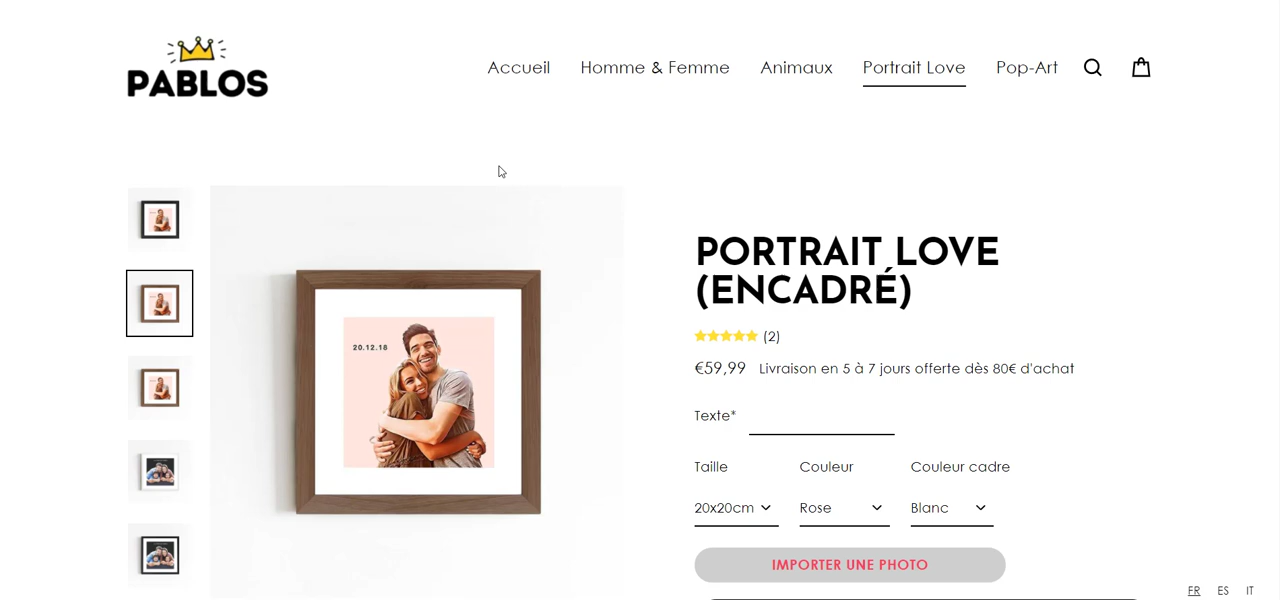 PABLOS
Accueil
Homme & Femme
Animaux
Portrait Love
Pop-Art
20.12.18
PORTRAIT LOVE
(ENCADRÉ)
(2)
€59,99 Livraison en 5 à 7 jours offerte dès 80€ d'achat
Texte*
Taille Couleur Couleur cadre
20x20cm Rose Blanc
IMPORTER UNE PHOTO
FR ES IT